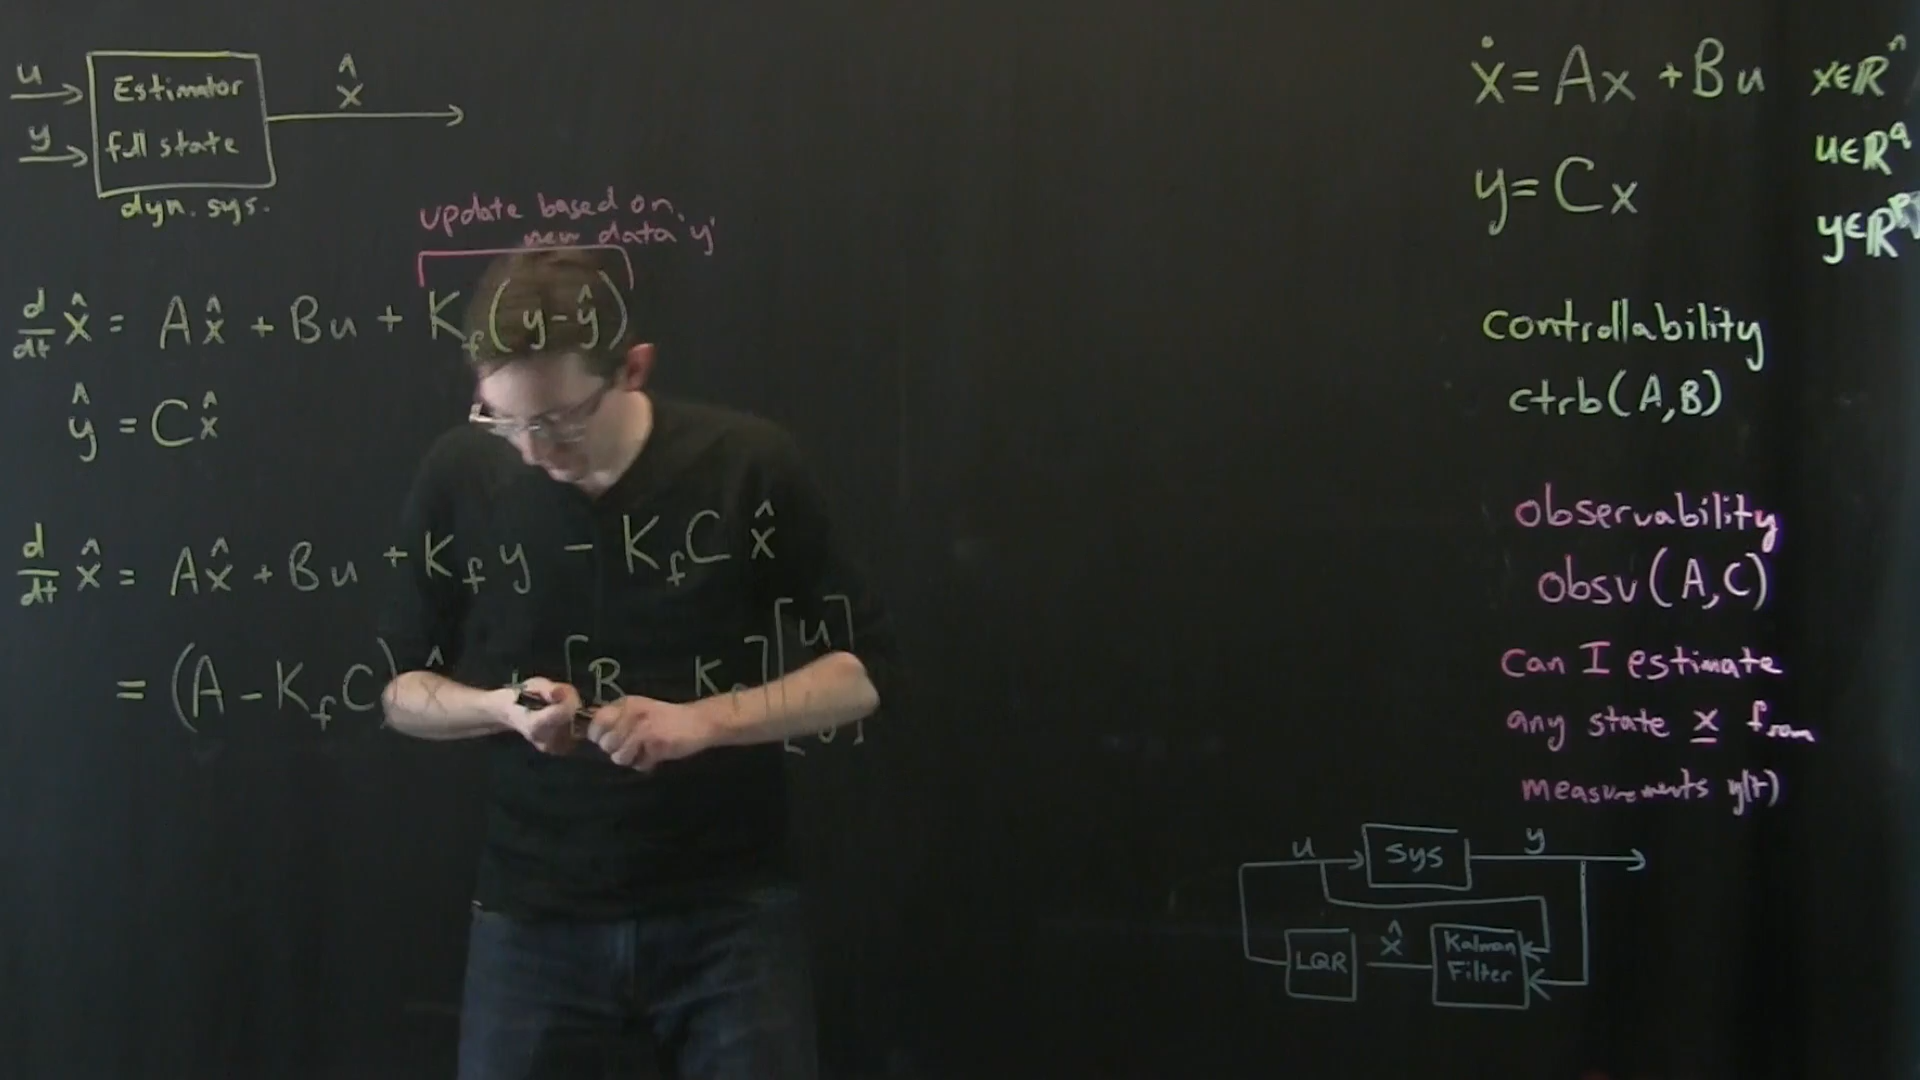 u
y
Estimator
full state
dyn. sys.
x̂
update based on
new data y
d/dt x̂ = Ax̂ + Bu + K_f(y-ŷ)
ŷ = Cx̂
d/dt x̂ = Ax̂ + Bu + K_f y - K_f C x̂
= (A - K_f C) x̂ + [B K_f] [u
ẋ = Ax + Bu x∈ℝⁿ
u∈ℝ^q
y = Cx
y∈ℝ^p
controllability
ctrb(A,B)
observability
obsv(A,C)
Can I estimate
any state x from
measurements y(t)
u
sys
y
LQR
x̂
Kalman
Filter